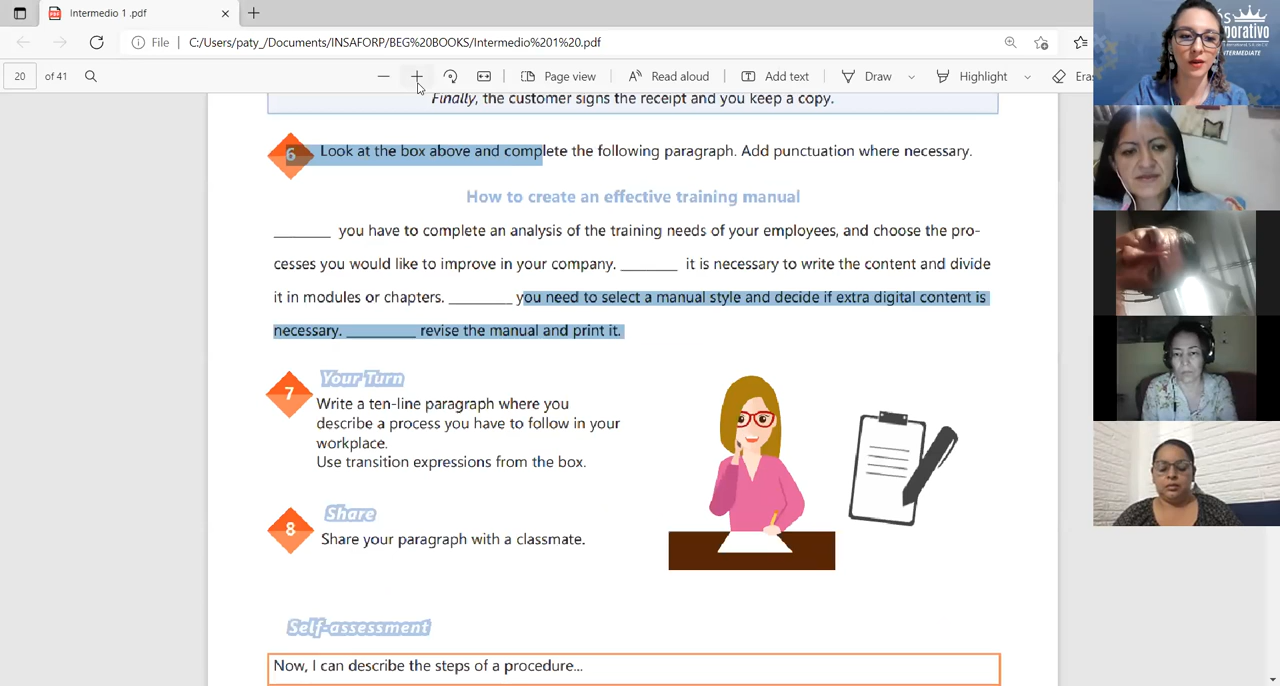 Intermedio 1 .pdf
File
C:/Users/paty_/Documents/INSAFORP/BEG%20BOOKS/Intermedio%201%20.pdf
20 of 41
Page view
Read aloud
Add text
Draw
Highlight
Finally, the customer signs the receipt and you keep a copy.
6 Look at the box above and complete the following paragraph. Add punctuation where necessary.
How to create an effective training manual
_______ you have to complete an analysis of the training needs of your employees, and choose the pro-
cesses you would like to improve in your company. _______ it is necessary to write the content and divide
it in modules or chapters. ________ you need to select a manual style and decide if extra digital content is
necessary. _________ revise the manual and print it.
7 Your Turn
Write a ten-line paragraph where you
describe a process you have to follow in your
workplace.
Use transition expressions from the box.
8 Share
Share your paragraph with a classmate.
Self-assessment
Now, I can describe the steps of a procedure...
INTERMEDIATE